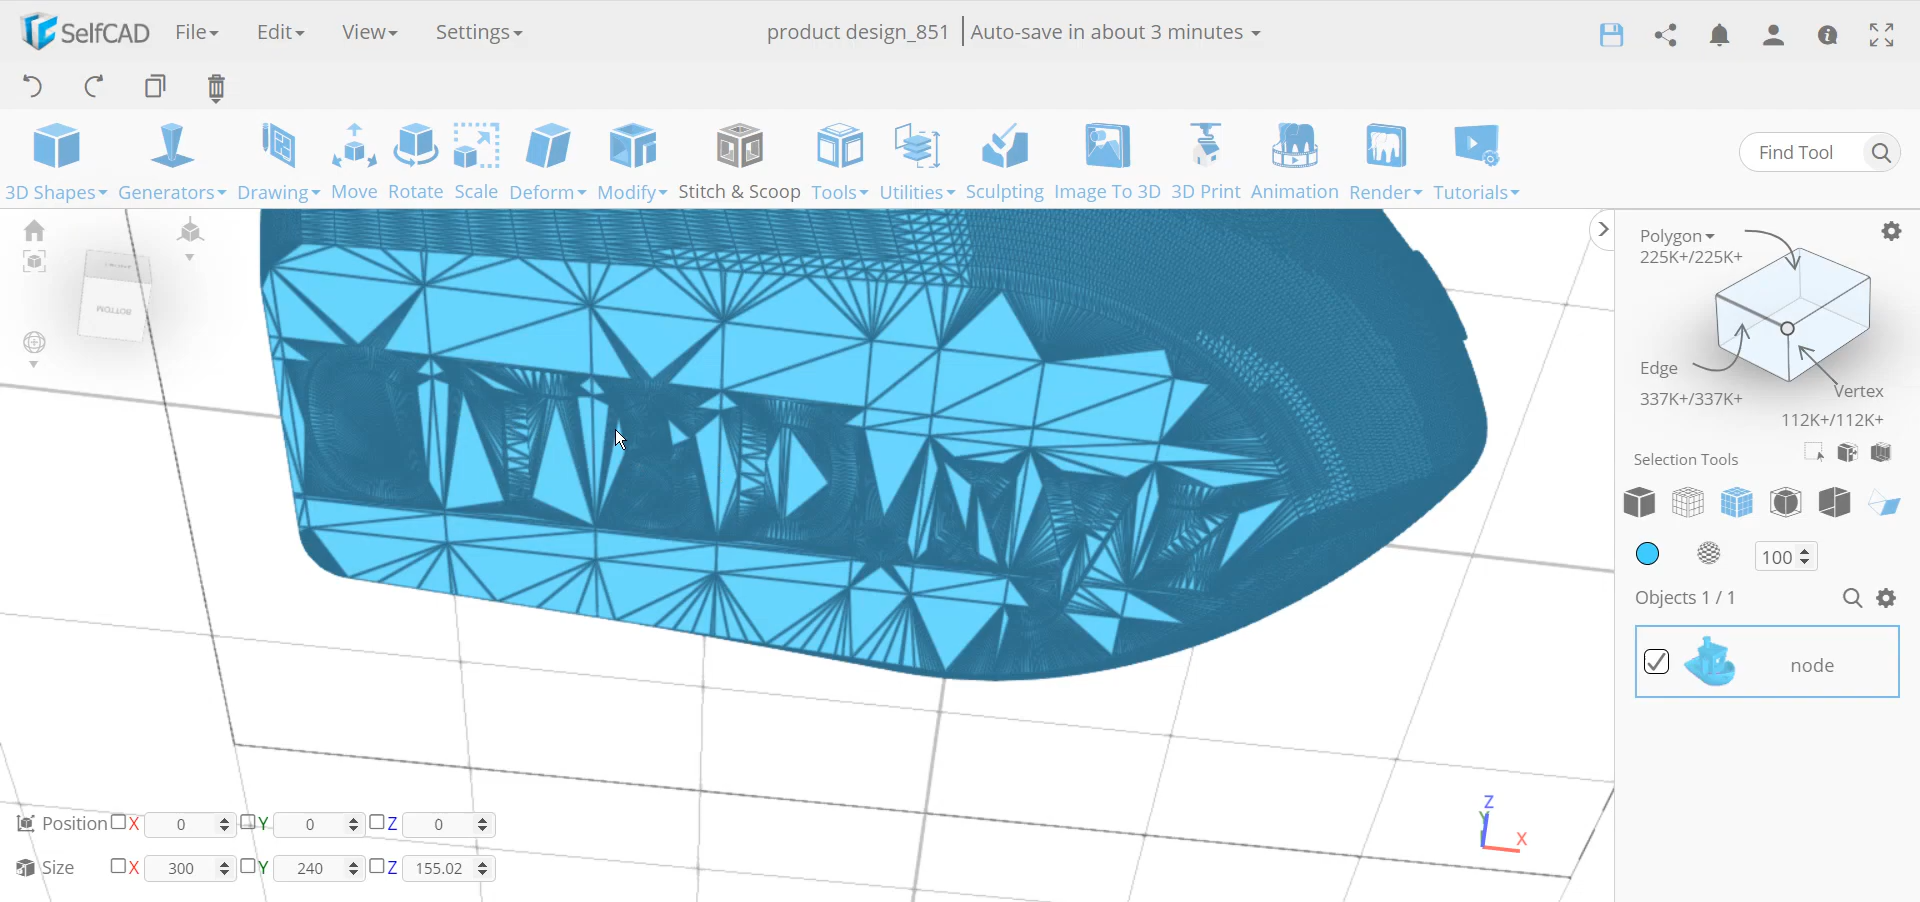 SelfCAD File Edit View Settings product design_851 Auto-save in about 3 minutes
3D Shapes Generators Drawing Move Rotate Scale Deform Modify Stitch & Scoop Tools Utilities Sculpting Image To 3D 3D Print Animation Render Tutorials Find Tool
BOTTOM
Polygon
225K+/225K+
Edge
337K+/337K+
Vertex
112K+/112K+
Selection Tools
100
Objects 1 / 1
node
Z
Y
X
Position X 0 Y 0 Z 0
Size X 300 Y 240 Z 155.02